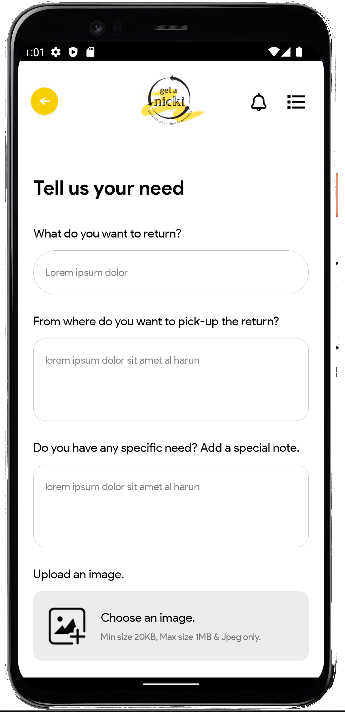 1:01
get a
nicki
Tell us your need
What do you want to return?
Lorem ipsum dolor
From where do you want to pick-up the return?
lorem ipsum dolor sit amet al harun
Do you have any specific need? Add a special note.
lorem ipsum dolor sit amet al harun
Upload an image.
Choose an image.
Min size 20KB, Max size 1MB & Jpeg only.